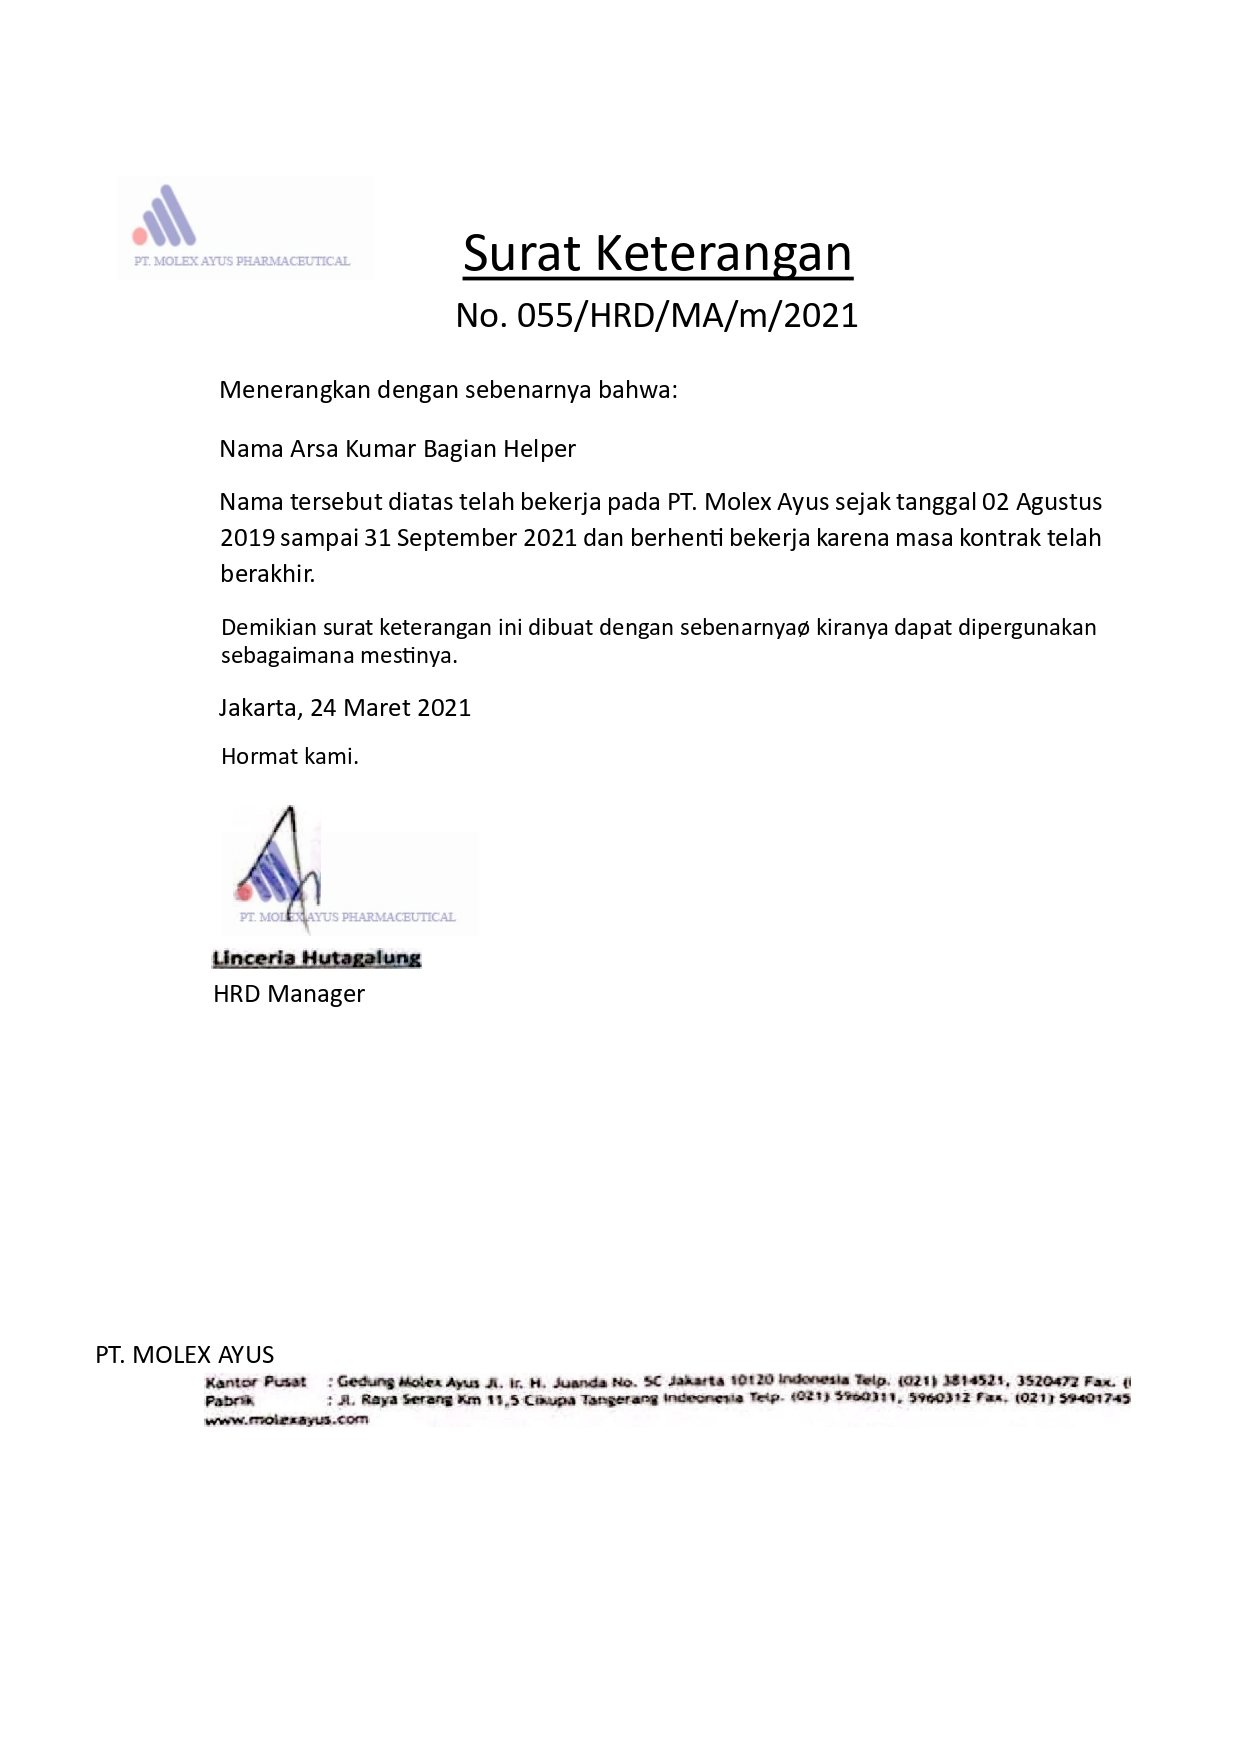 PT. MOLEX AYUS PHARMACEUTICAL
Surat Keterangan
No. 055/HRD/MA/m/2021
Menerangkan dengan sebenarnya bahwa:
Nama Arsa Kumar Bagian Helper
Nama tersebut diatas telah bekerja pada PT. Molex Ayus sejak tanggal 02 Agustus
2019 sampai 31 September 2021 dan berhenti bekerja karena masa kontrak telah
berakhir.
Demikian surat keterangan ini dibuat dengan sebenarnyaø kiranya dapat dipergunakan
sebagaimana mestinya.
Jakarta, 24 Maret 2021
Hormat kami.
PT. MOLEX AYUS PHARMACEUTICAL
Linceria Hutagalung
HRD Manager
PT. MOLEX AYUS
Kantor Pusat : Gedung Molex Ayus Jl. Ir. H. Juanda No. 5C Jakarta 10120 Indonesia Telp. (021) 3814521, 3520472 Fax. (
Pabrik : Jl. Raya Serang Km 11,5 Cikupa Tangerang Indeonesia Telp. (021) 5960311, 5960312 Fax. (021) 59401745
www.molexayus.com